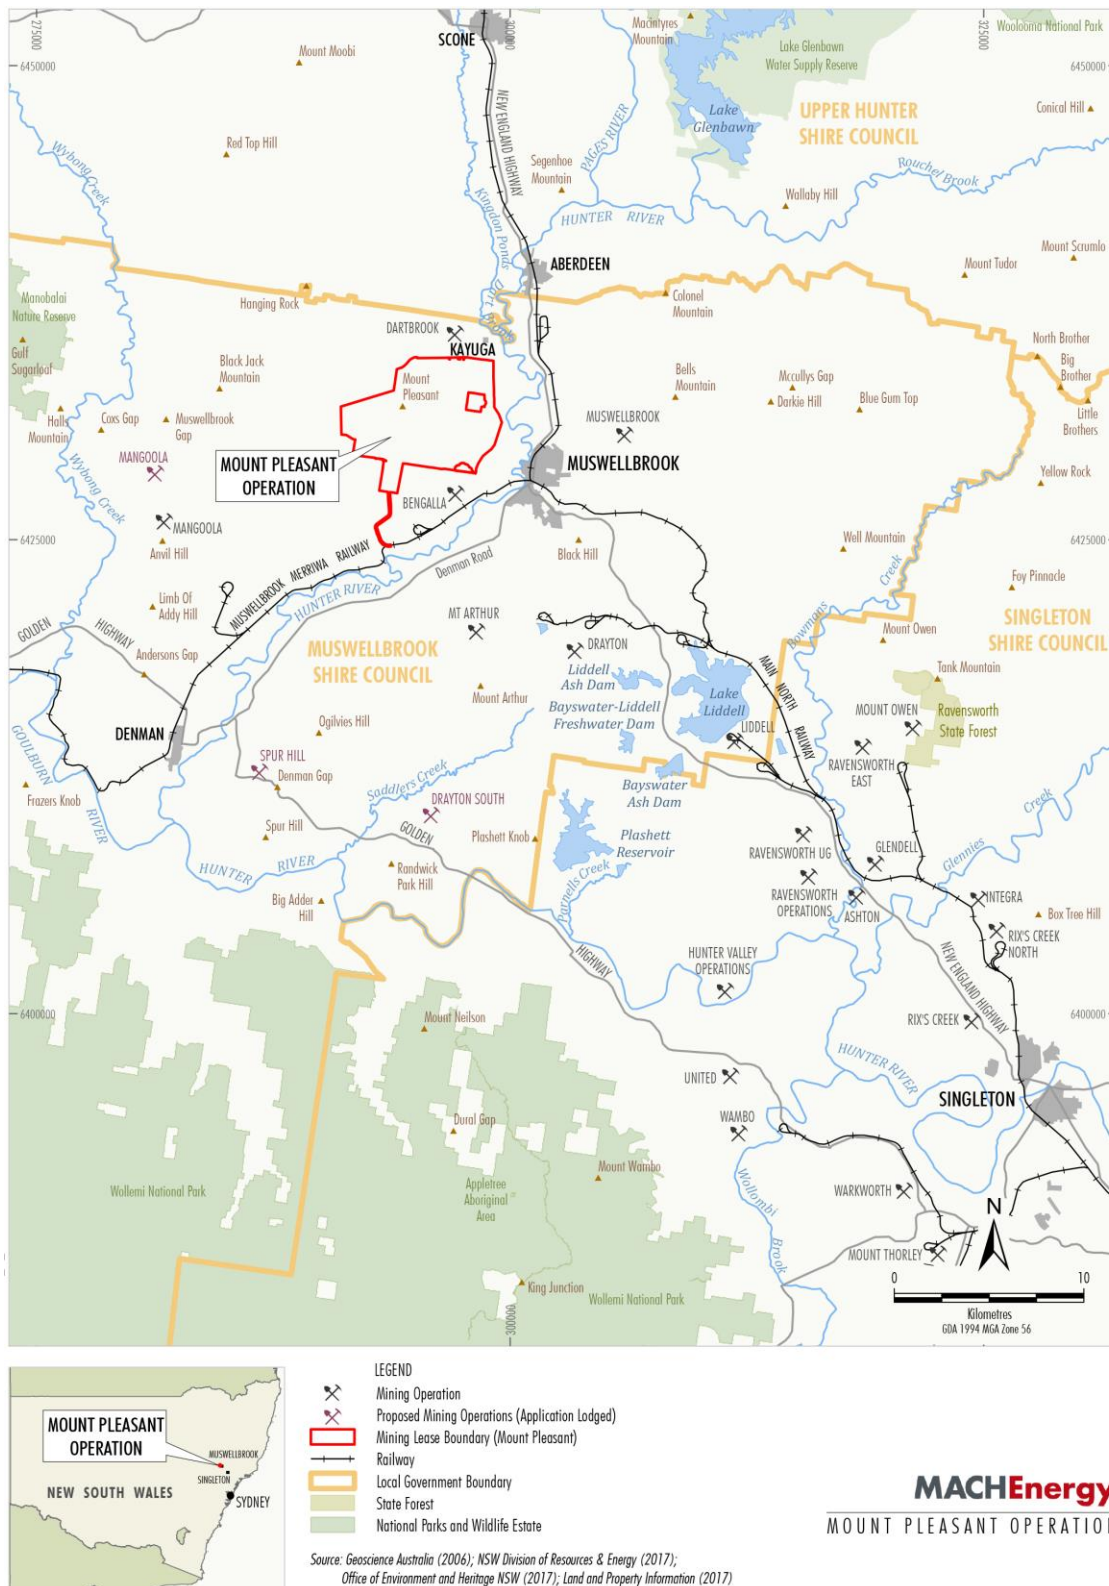 275000
300000
325000
SCONE
Macintyres
Mountain
Woolooma National Park
Mount Moobi
Lake Glenbawn
Water Supply Reserve
6450000
6450000
NEW ENGLAND HIGHWAY
Lake
Glenbawn
UPPER HUNTER
SHIRE COUNCIL
Conical Hill
Wybong Creek
Red Top Hill
PAGES RIVER
Segenhoe
Mountain
Rouchel Brook
Wallaby Hill
Kingdon Ponds
HUNTER RIVER
Mount Scrumlo
ABERDEEN
Mount Tudor
Manobalai
Nature Reserve
Hanging Rock
Dart Brook
Colonel
Mountain
DARTBROOK
KAYUGA
North Brother
Gulf
Sugarloaf
Black Jack
Mountain
Mount
Pleasant
Bells
Mountain
Mccullys Gap
Big
Brother
Halls
Mountain
Coxs Gap
Muswellbrook
Gap
MUSWELLBROOK
Darkie Hill
Blue Gum Top
Little
Brothers
MANGOOLA
MOUNT PLEASANT
OPERATION
MUSWELLBROOK
Yellow Rock
Wybong Creek
BENGALLA
MANGOOLA
Anvil Hill
6425000
6425000
MUSWELLBROOK MERRIWA RAILWAY
Denman Road
Black Hill
Well Mountain
Foy Pinnacle
HUNTER RIVER
Limb Of
Addy Hill
Bowmans Creek
GOLDEN HIGHWAY
MT ARTHUR
MUSWELLBROOK
SHIRE COUNCIL
DRAYTON
Mount Owen
SINGLETON
SHIRE COUNCIL
Andersons Gap
Liddell
Ash Dam
MAIN NORTH RAILWAY
Tank Mountain
Mount Arthur
Lake
Liddell
Bayswater-Liddell
Freshwater Dam
MOUNT OWEN
Ravensworth
State Forest
Ogilvies Hill
DENMAN
LIDDELL
GOULBURN RIVER
SPUR HILL
RAVENSWORTH
EAST
Denman Gap
Saddlers Creek
Bayswater
Ash Dam
Frazers Knob
DRAYTON SOUTH
Glennies Creek
Spur Hill
GOLDEN HIGHWAY
Plashett Knob
Plashett
Reservoir
RAVENSWORTH UG
GLENDELL
HUNTER RIVER
Randwick
Park Hill
Parnells Creek
RAVENSWORTH
OPERATIONS
ASHTON
INTEGRA
Big Adder
Hill
Box Tree Hill
RIX'S CREEK
NORTH
HUNTER VALLEY
OPERATIONS
NEW ENGLAND HIGHWAY
6400000
6400000
Mount Neilson
RIX'S CREEK
HUNTER RIVER
UNITED
SINGLETON
Dural Gap
WAMBO
Mount Wambo
Wollemi National Park
Appletree
Aboriginal
Area
Wollombi Brook
WARKWORTH
N
MOUNT THORLEY
King Junction
Wollemi National Park
0
10
Kilometres
GDA 1994 MGA Zone 56
300000
MOUNT PLEASANT
OPERATION
MUSWELLBROOK
SINGLETON
NEW SOUTH WALES
SYDNEY
LEGEND
Mining Operation
Proposed Mining Operations (Application Lodged)
Mining Lease Boundary (Mount Pleasant)
Railway
Local Government Boundary
State Forest
National Parks and Wildlife Estate
Source: Geoscience Australia (2006); NSW Division of Resources & Energy (2017);
Office of Environment and Heritage NSW (2017); Land and Property Information (2017)
MACHEnergy
MOUNT PLEASANT OPERATION